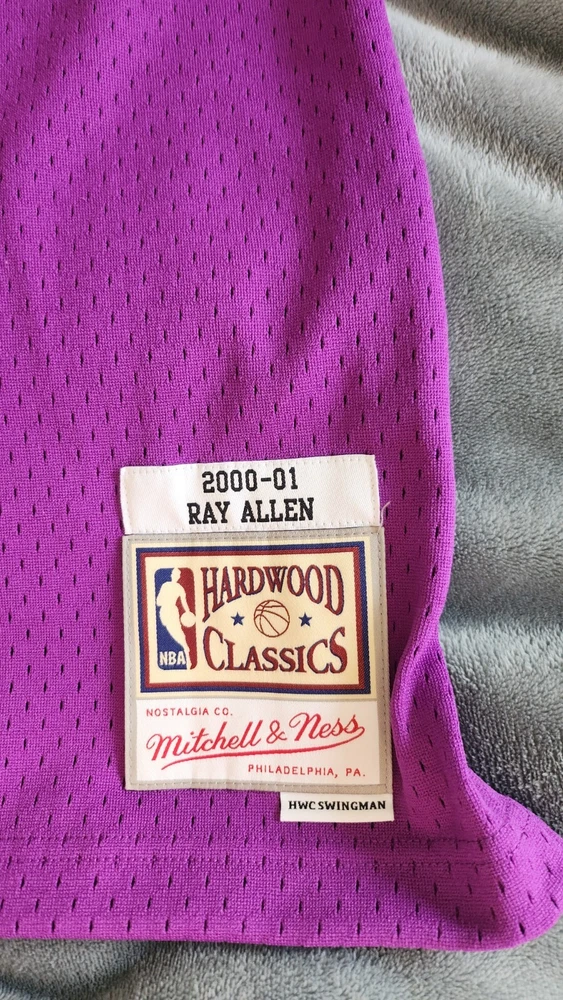 2000-01
RAY ALLEN
HARDWOOD
NBA
CLASSICS
NOSTALGIA CO.
Mitchell & Ness
PHILADELPHIA, PA.
HWC SWINGMAN